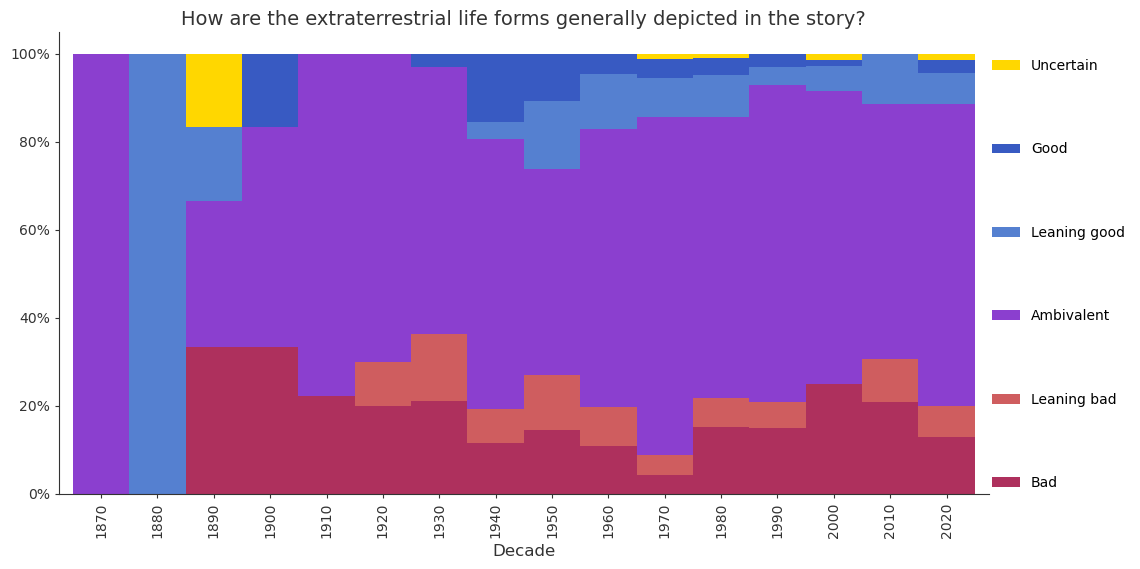 How are the extraterrestrial life forms generally depicted in the story?
100%
80%
60%
40%
20%
0%
1870
1880
1890
1900
1910
1920
1930
1940
1950
1960
1970
1980
1990
2000
2010
2020
Decade
Uncertain
Good
Leaning good
Ambivalent
Leaning bad
Bad